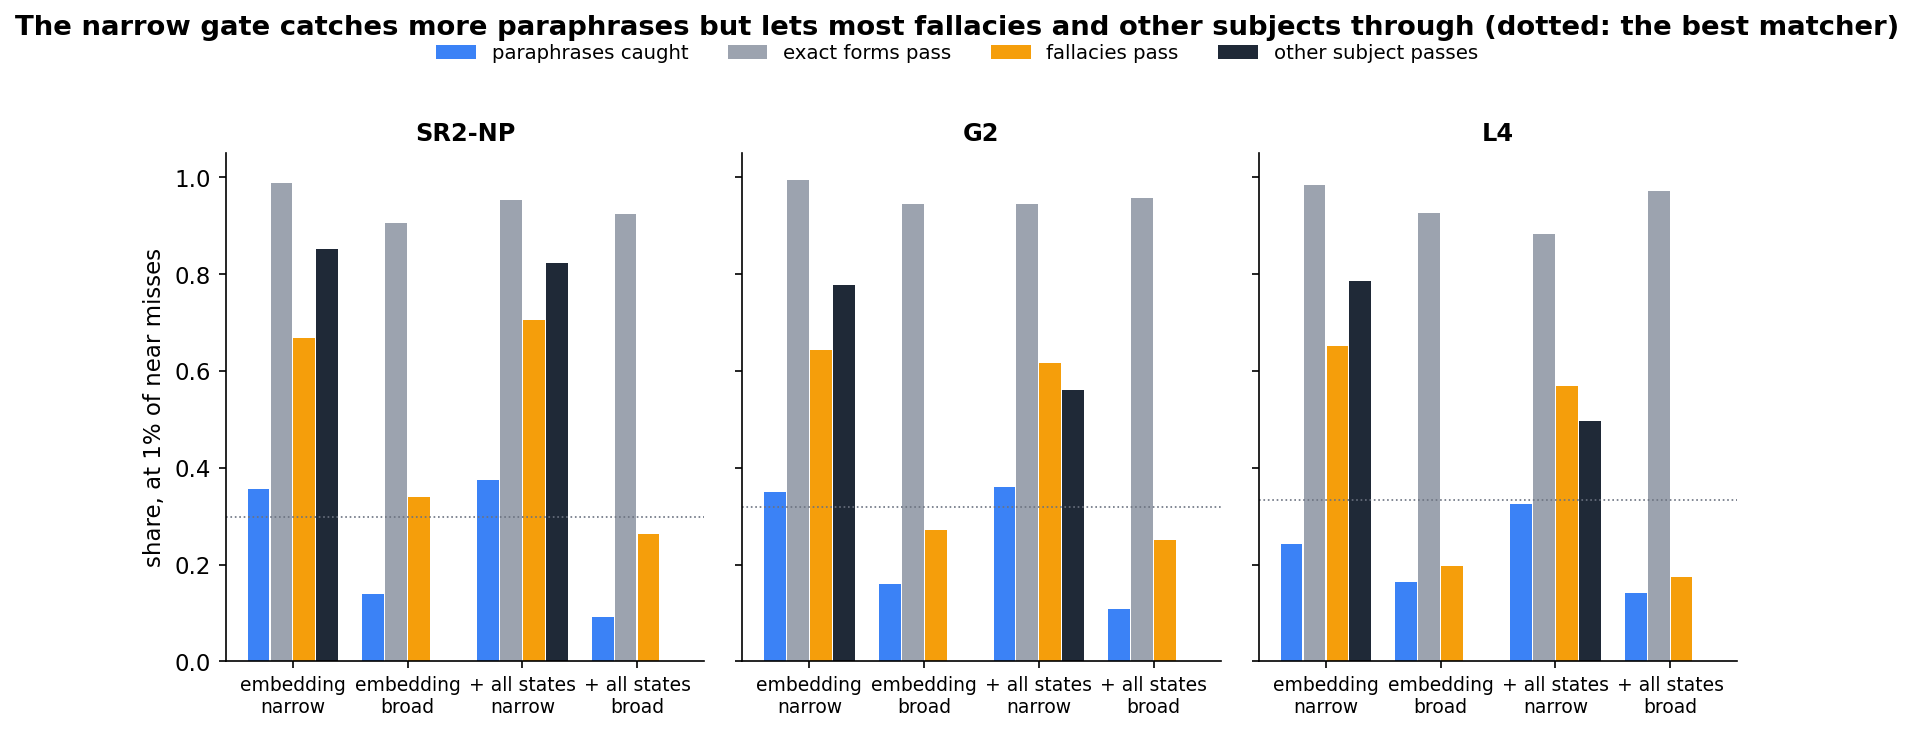 The narrow gate catches more paraphrases but lets most fallacies and other subjects through (dotted: the best matcher)
paraphrases caught
exact forms pass
fallacies pass
other subject passes
SR2-NP
G2
L4
share, at 1% of near misses
1.0
0.8
0.6
0.4
0.2
0.0
embedding
narrow
embedding
broad
+ all states
narrow
+ all states
broad
embedding
narrow
embedding
broad
+ all states
narrow
+ all states
broad
embedding
narrow
embedding
broad
+ all states
narrow
+ all states
broad